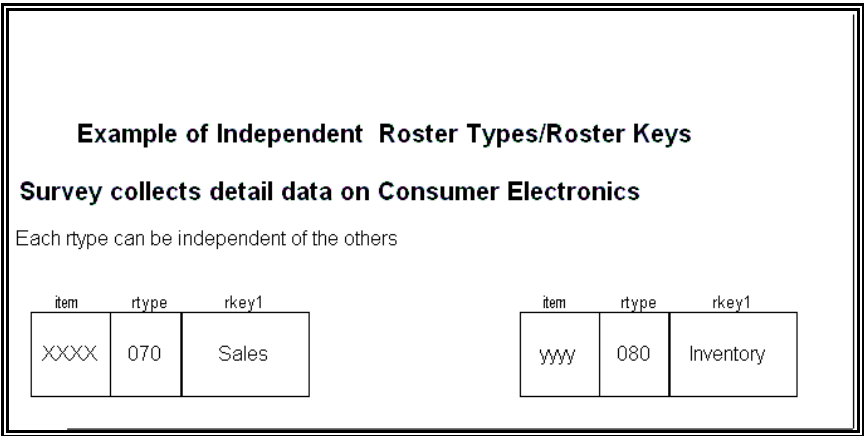 Example of Independent Roster Types/Roster Keys
Survey collects detail data on Consumer Electronics
Each rtype can be independent of the others
item rtype rkey1 item rtype rkey1
XXXX 070 Sales yyyy 080 Inventory